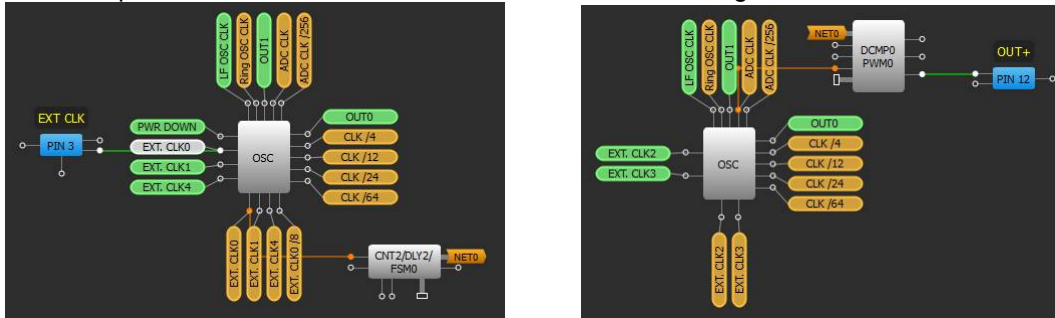 LF OSC CLK
Ring OSC CLK
OUT1
ADC CLK
ADC CLK /256
EXT CLK
PIN 3
PWR DOWN
EXT. CLK0
EXT. CLK1
EXT. CLK4
OSC
OUT0
CLK /4
CLK /12
CLK /24
CLK /64
EXT. CLK0
EXT. CLK1
EXT. CLK4
EXT. CLK0 /8
CNT2/DLY2/
FSM0
NET0
LF OSC CLK
Ring OSC CLK
OUT1
ADC CLK
ADC CLK /256
NET0
DCMP0
PWM0
OUT+
PIN 12
EXT. CLK2
EXT. CLK3
OSC
OUT0
CLK /4
CLK /12
CLK /24
CLK /64
EXT. CLK2
EXT. CLK3